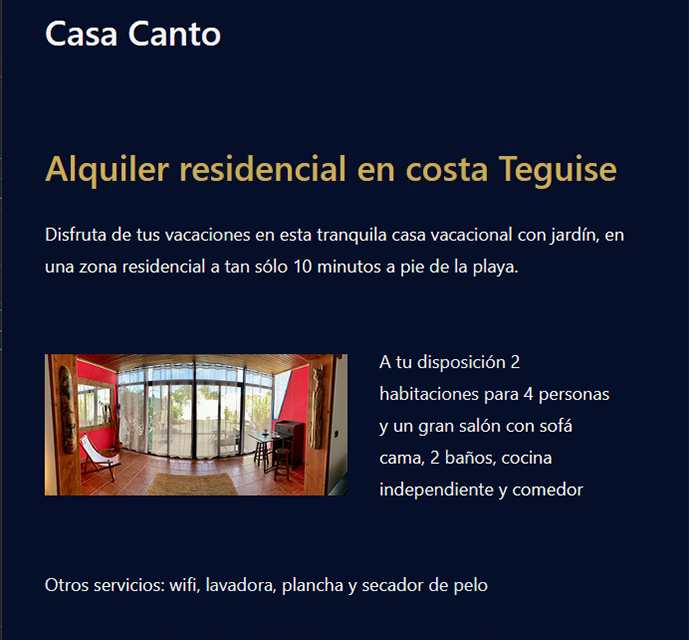 Casa Canto
Alquiler residencial en costa Teguise
Disfruta de tus vacaciones en esta tranquila casa vacacional con jardín, en
una zona residencial a tan sólo 10 minutos a pie de la playa.
A tu disposición 2
habitaciones para 4 personas
y un gran salón con sofá
cama, 2 baños, cocina
independiente y comedor
Otros servicios: wifi, lavadora, plancha y secador de pelo